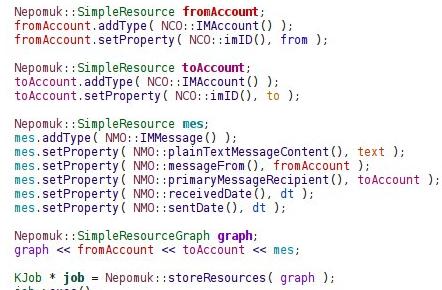 Nepomuk::SimpleResource fromAccount;
fromAccount.addType( NCO::IMAccount() );
fromAccount.setProperty( NCO::imID(), from );
Nepomuk::SimpleResource toAccount;
toAccount.addType( NCO::IMAccount() );
toAccount.setProperty( NCO::imID(), to );
Nepomuk::SimpleResource mes;
mes.addType( NMO::IMMessage() );
mes.setProperty( NMO::plainTextMessageContent(), text );
mes.setProperty( NMO::messageFrom(), fromAccount );
mes.setProperty( NMO::primaryMessageRecipient(), toAccount );
mes.setProperty( NMO::receivedDate(), dt );
mes.setProperty( NMO::sentDate(), dt );
Nepomuk::SimpleResourceGraph graph;
graph << fromAccount << toAccount << mes;
KJob * job = Nepomuk::storeResources( graph );